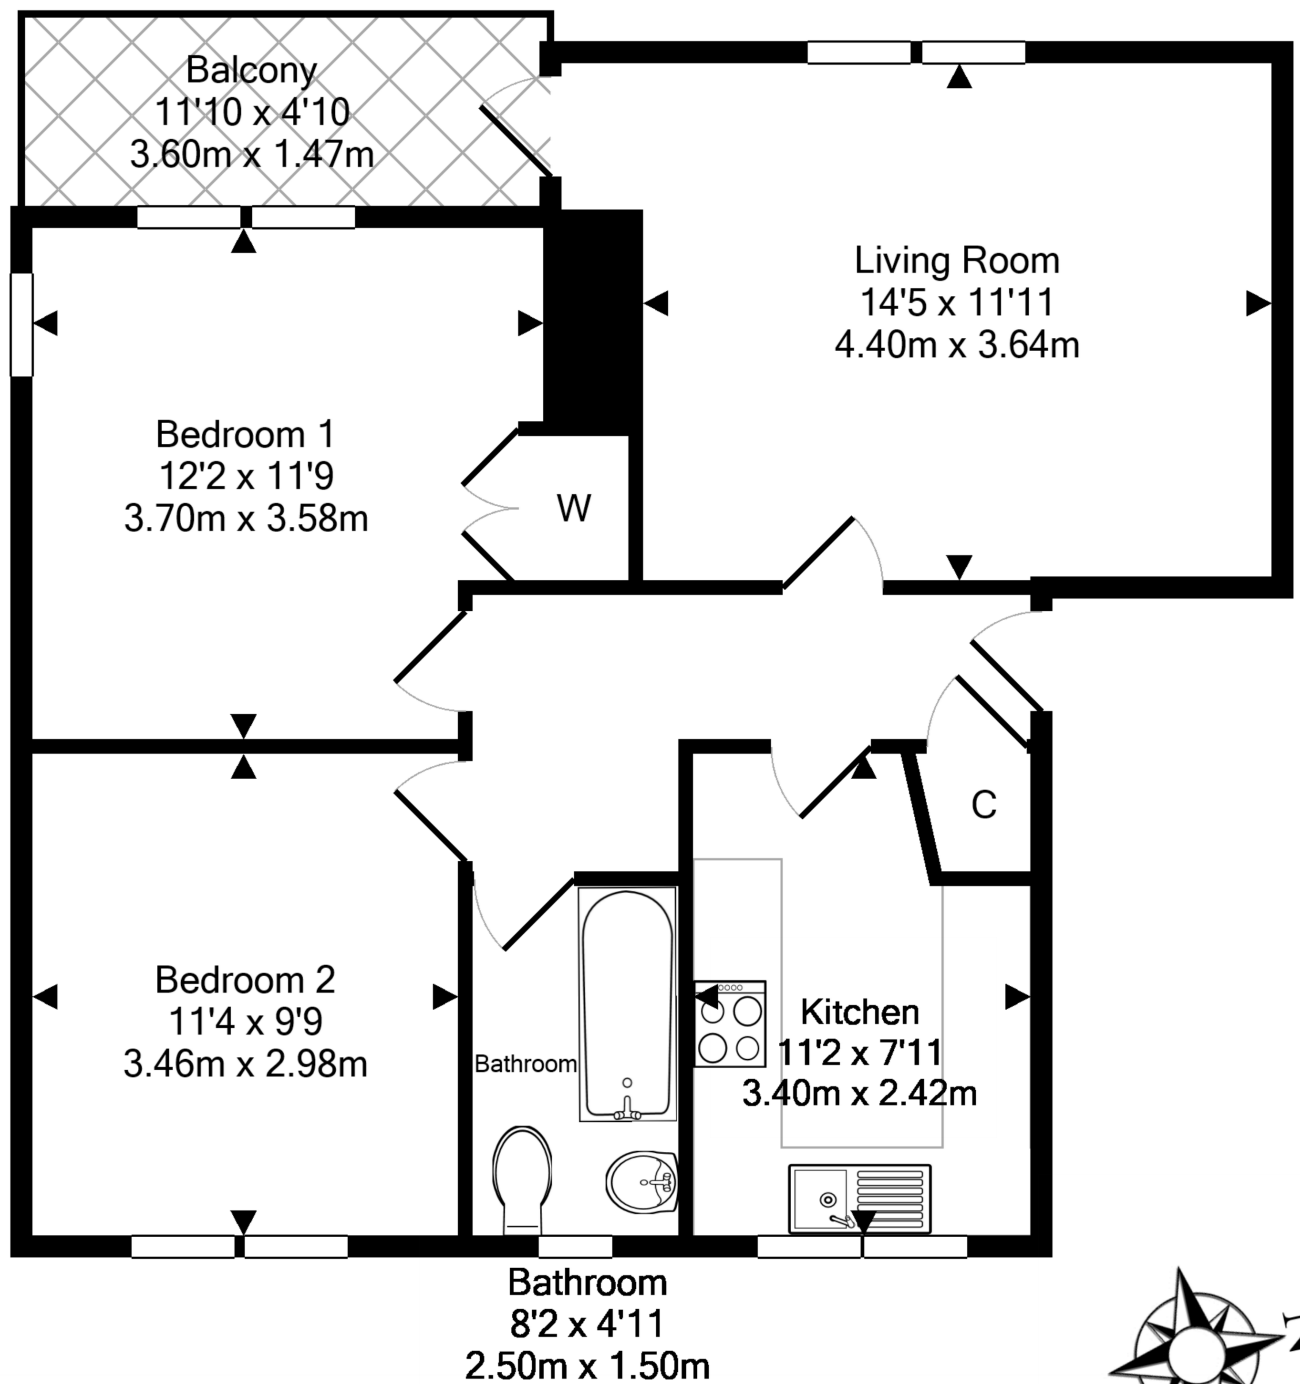 Balcony
11'10 x 4'10
3.60m x 1.47m
Living Room
14'5 x 11'11
4.40m x 3.64m
Bedroom 1
12'2 x 11'9
3.70m x 3.58m
W
C
Bedroom 2
11'4 x 9'9
3.46m x 2.98m
Kitchen
11'2 x 7'11
3.40m x 2.42m
Bathroom
Bathroom
8'2 x 4'11
2.50m x 1.50m